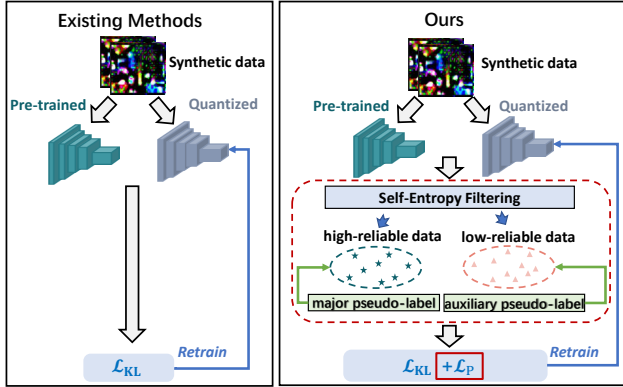 Existing Methods
Synthetic data
Pre-trained
Quantized
Retrain
ℒKL
Ours
Synthetic data
Pre-trained
Quantized
Self-Entropy Filtering
high-reliable data
low-reliable data
major pseudo-label
auxiliary pseudo-label
Retrain
ℒKL +ℒP